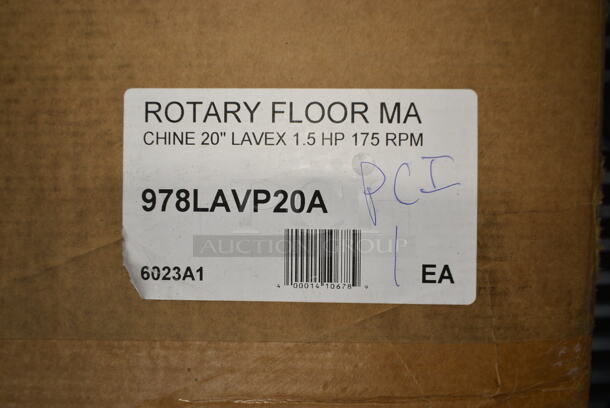 ROTARY FLOOR MA
CHINE 20" LAVEX 1.5 HP 175 RPM
978LAVP20A
PCI
AUCTION GROUP
6023A1
4 00014 10678 9
1
EA